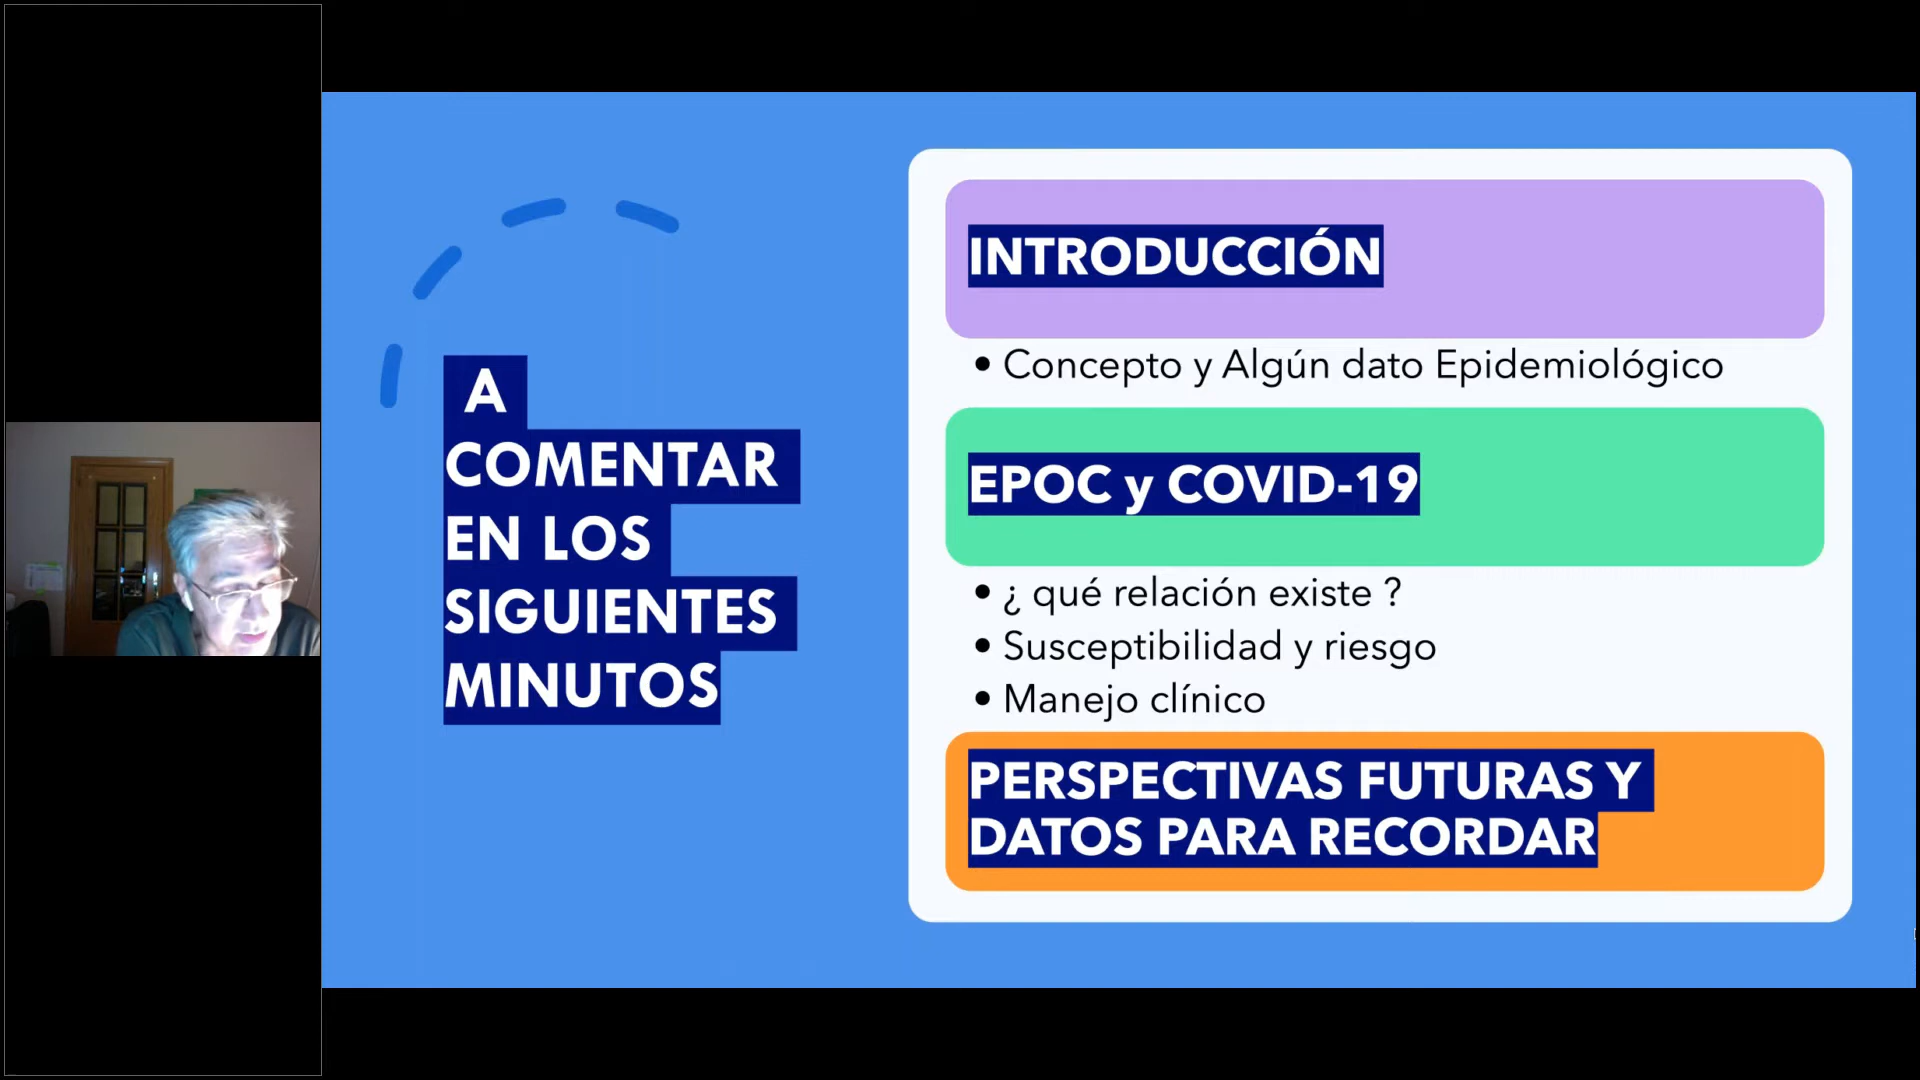 A
COMENTAR
EN LOS
SIGUIENTES
MINUTOS
INTRODUCCIÓN
• Concepto y Algún dato Epidemiológico
EPOC y COVID-19
• ¿ qué relación existe ?
• Susceptibilidad y riesgo
• Manejo clínico
PERSPECTIVAS FUTURAS Y
DATOS PARA RECORDAR